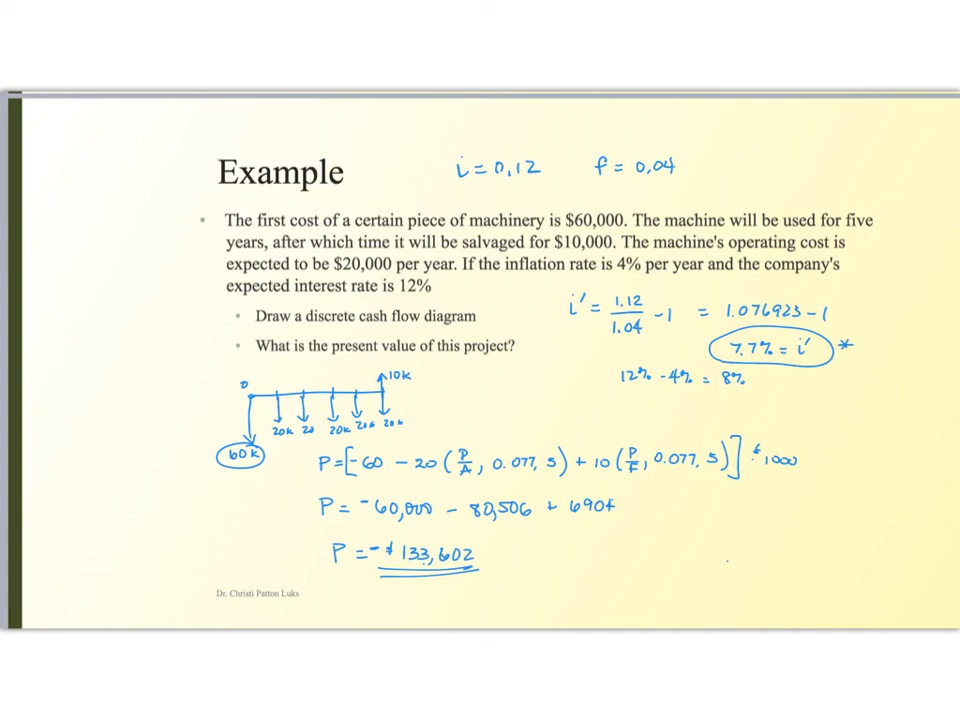 Example i = 0.12 f = 0.04
• The first cost of a certain piece of machinery is $60,000. The machine will be used for five
years, after which time it will be salvaged for $10,000. The machine's operating cost is
expected to be $20,000 per year. If the inflation rate is 4% per year and the company's
expected interest rate is 12%
• Draw a discrete cash flow diagram
• What is the present value of this project?
i' = 1.12/1.04 - 1 = 1.076923 - 1
7.7% = i' *
12% - 4% = 8%
0 10k
20k 20 20k 20k 20k
60k
P = [-60 - 20 (P/A, 0.077, 5) + 10 (P/F, 0.077, 5)] * 1000
P = -60,000 - 80,506 + 6904
P = -$133,602
Dr. Christi Patton Luks